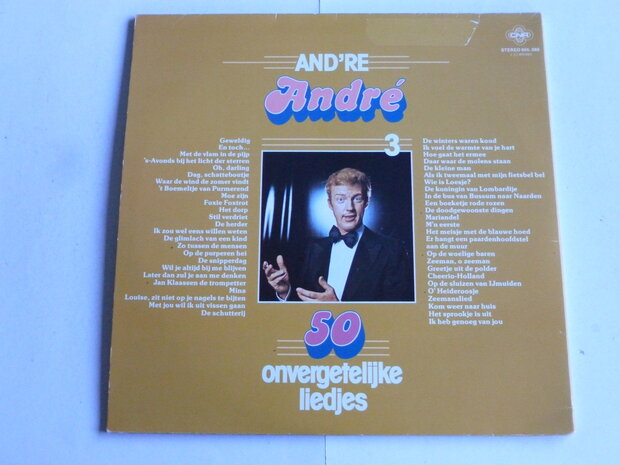 CNR
STEREO
AND'RE
André
3
Geweldig
En toch...
Met de vlam in de pijp
's-Avonds bij het licht der sterren
Oh, darling
Dag, schattebootje
Waar de wind de zomer vindt
't Boemeltje van Purmerend
Moe zijn
Foxie Foxtrot
Het dorp
Stil verdriet
De herder
Ik zou wel eens willen weten
De glimlach van een kind
Zo tussen de mensen
Op de purperen hei
De snipperdag
Wil je altijd bij me blijven
Later dan zul je aan me denken
Jan Klaassen de trompetter
Mina
Louise, zit niet op je nagels te bijten
Met jou wil ik uit vissen gaan
De schutterij
De winters waren koud
Ik voel de warmte van je hart
Hoe gaat het ermee
Daar waar de molens staan
De kleine man
Als ik tweemaal met mijn fietsbel bel
Wie is Loesje?
De koningin van Lombardije
In de bus van Bussum naar Naarden
Een boeketje rode rozen
De doodgewoonste dingen
Mariandel
M'n eerste
Het meisje met de blauwe hoed
Er hangt een paardenhoofdstel
aan de muur
Op de woelige baren
Zeeman, o zeeman
Greetje uit de polder
Cheerio-Holland
Op de sluizen van IJmuiden
O' Heideroosje
Zeemanslied
Kom weer naar huis
Het sprookje is uit
Ik heb genoeg van jou
50
onvergetelijke
liedjes